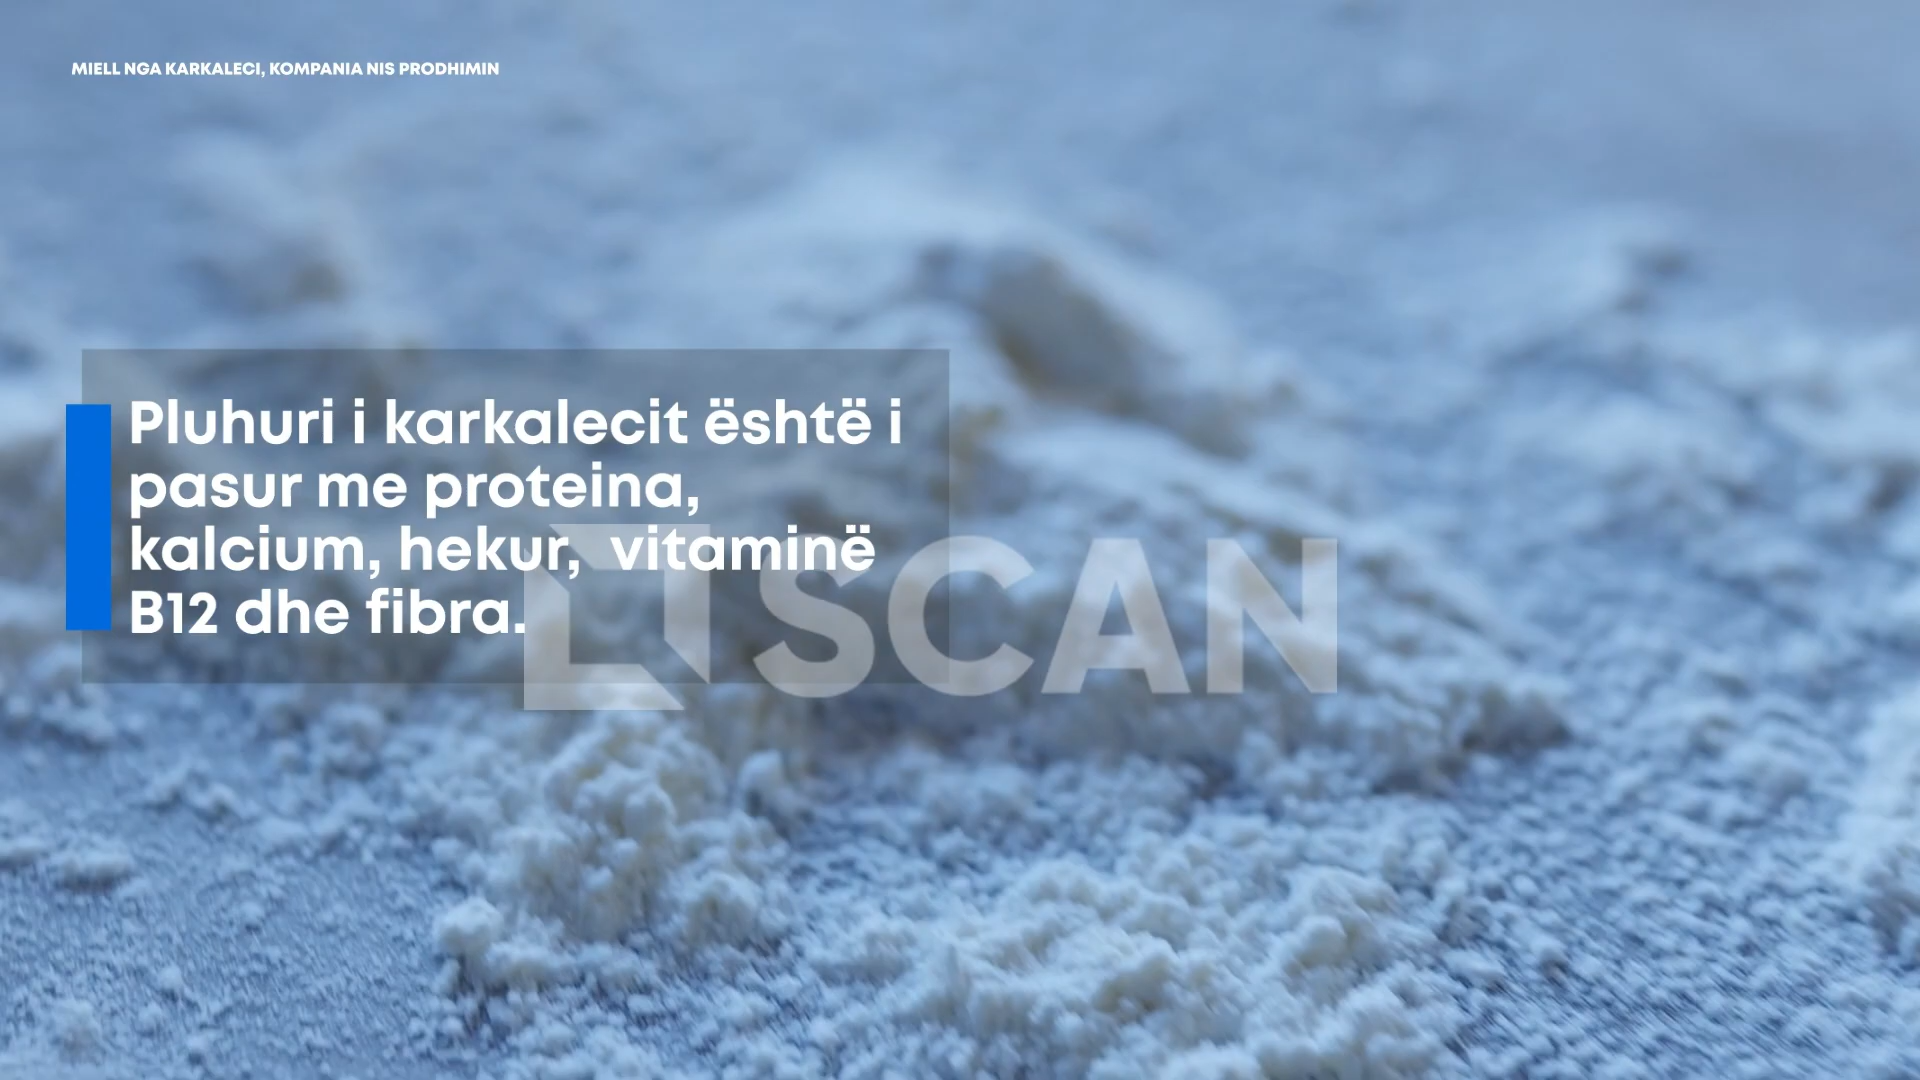 MIELL NGA KARKALECI, KOMPANIA NIS PRODHIMIN
Pluhuri i karkalecit është i
pasur me proteina,
kalcium, hekur,  vitaminë
B12 dhe fibra.
SCAN